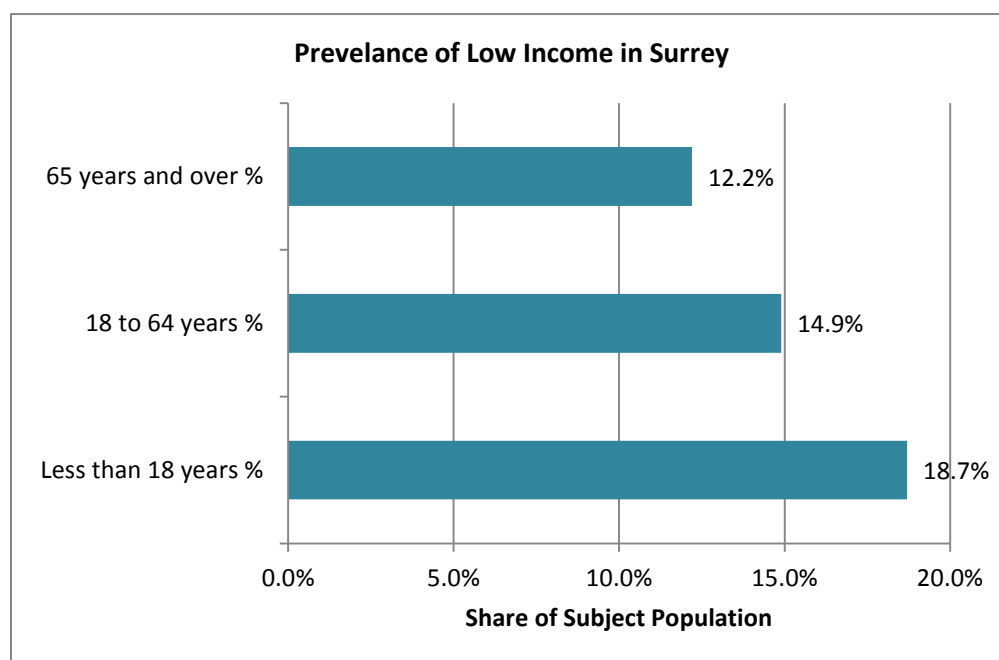 Prevelance of Low Income in Surrey
65 years and over %
12.2%
18 to 64 years %
14.9%
Less than 18 years %
18.7%
0.0%
5.0%
10.0%
15.0%
20.0%
Share of Subject Population